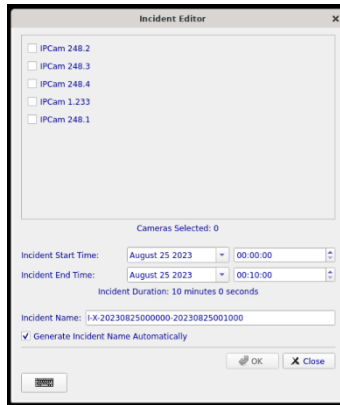 Incident Editor
IPCam 248.2
IPCam 248.3
IPCam 248.4
IPCam 1.233
IPCam 248.1
Cameras Selected: 0
Incident Start Time: August 25 2023 00:00:00
Incident End Time: August 25 2023 00:10:00
Incident Duration: 10 minutes 0 seconds
Incident Name: I-X-20230825000000-20230825001000
Generate Incident Name Automatically
OK X Close